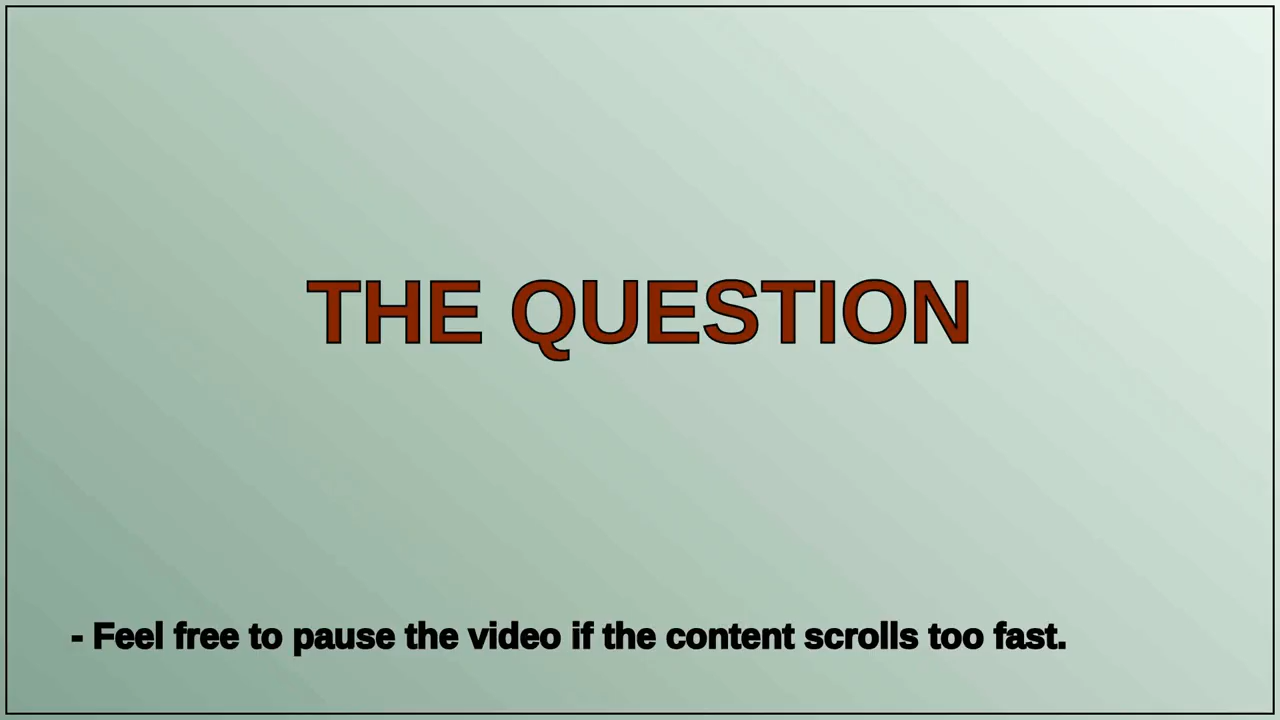 THE QUESTION
- Feel free to pause the video if the content scrolls too fast.